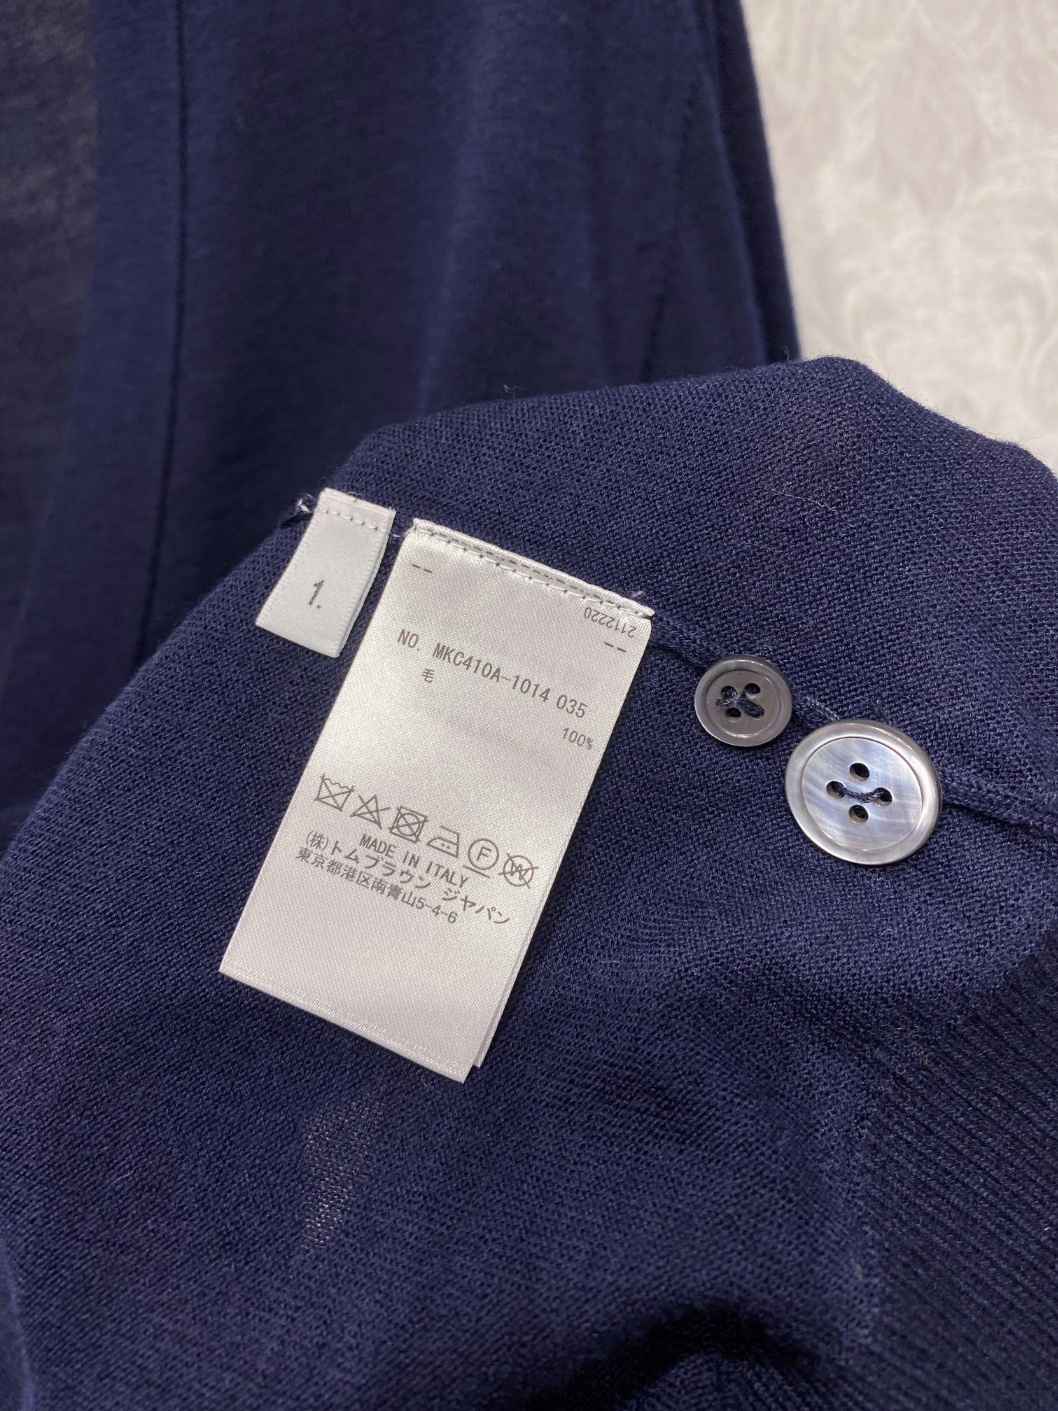 1.
--
2112220
--
NO. MKC410A-1014 035
毛
100%
F
W
MADE IN ITALY
(株)トムブラウン ジャパン
東京都港区南青山5-4-6